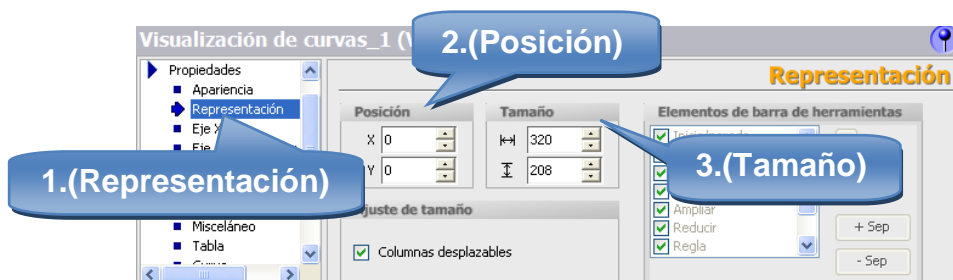 Visualización de curvas_1 (V
2.(Posición)
Propiedades
Apariencia
Representación
Eje X
Eje
Misceláneo
Tabla
1.(Representación)
Representación
Posición
X 0
Y 0
Tamaño
320
208
Elementos de barra de herramientas
3.(Tamaño)
Ampliar
Reducir
Regla
+ Sep
- Sep
juste de tamaño
Columnas desplazables